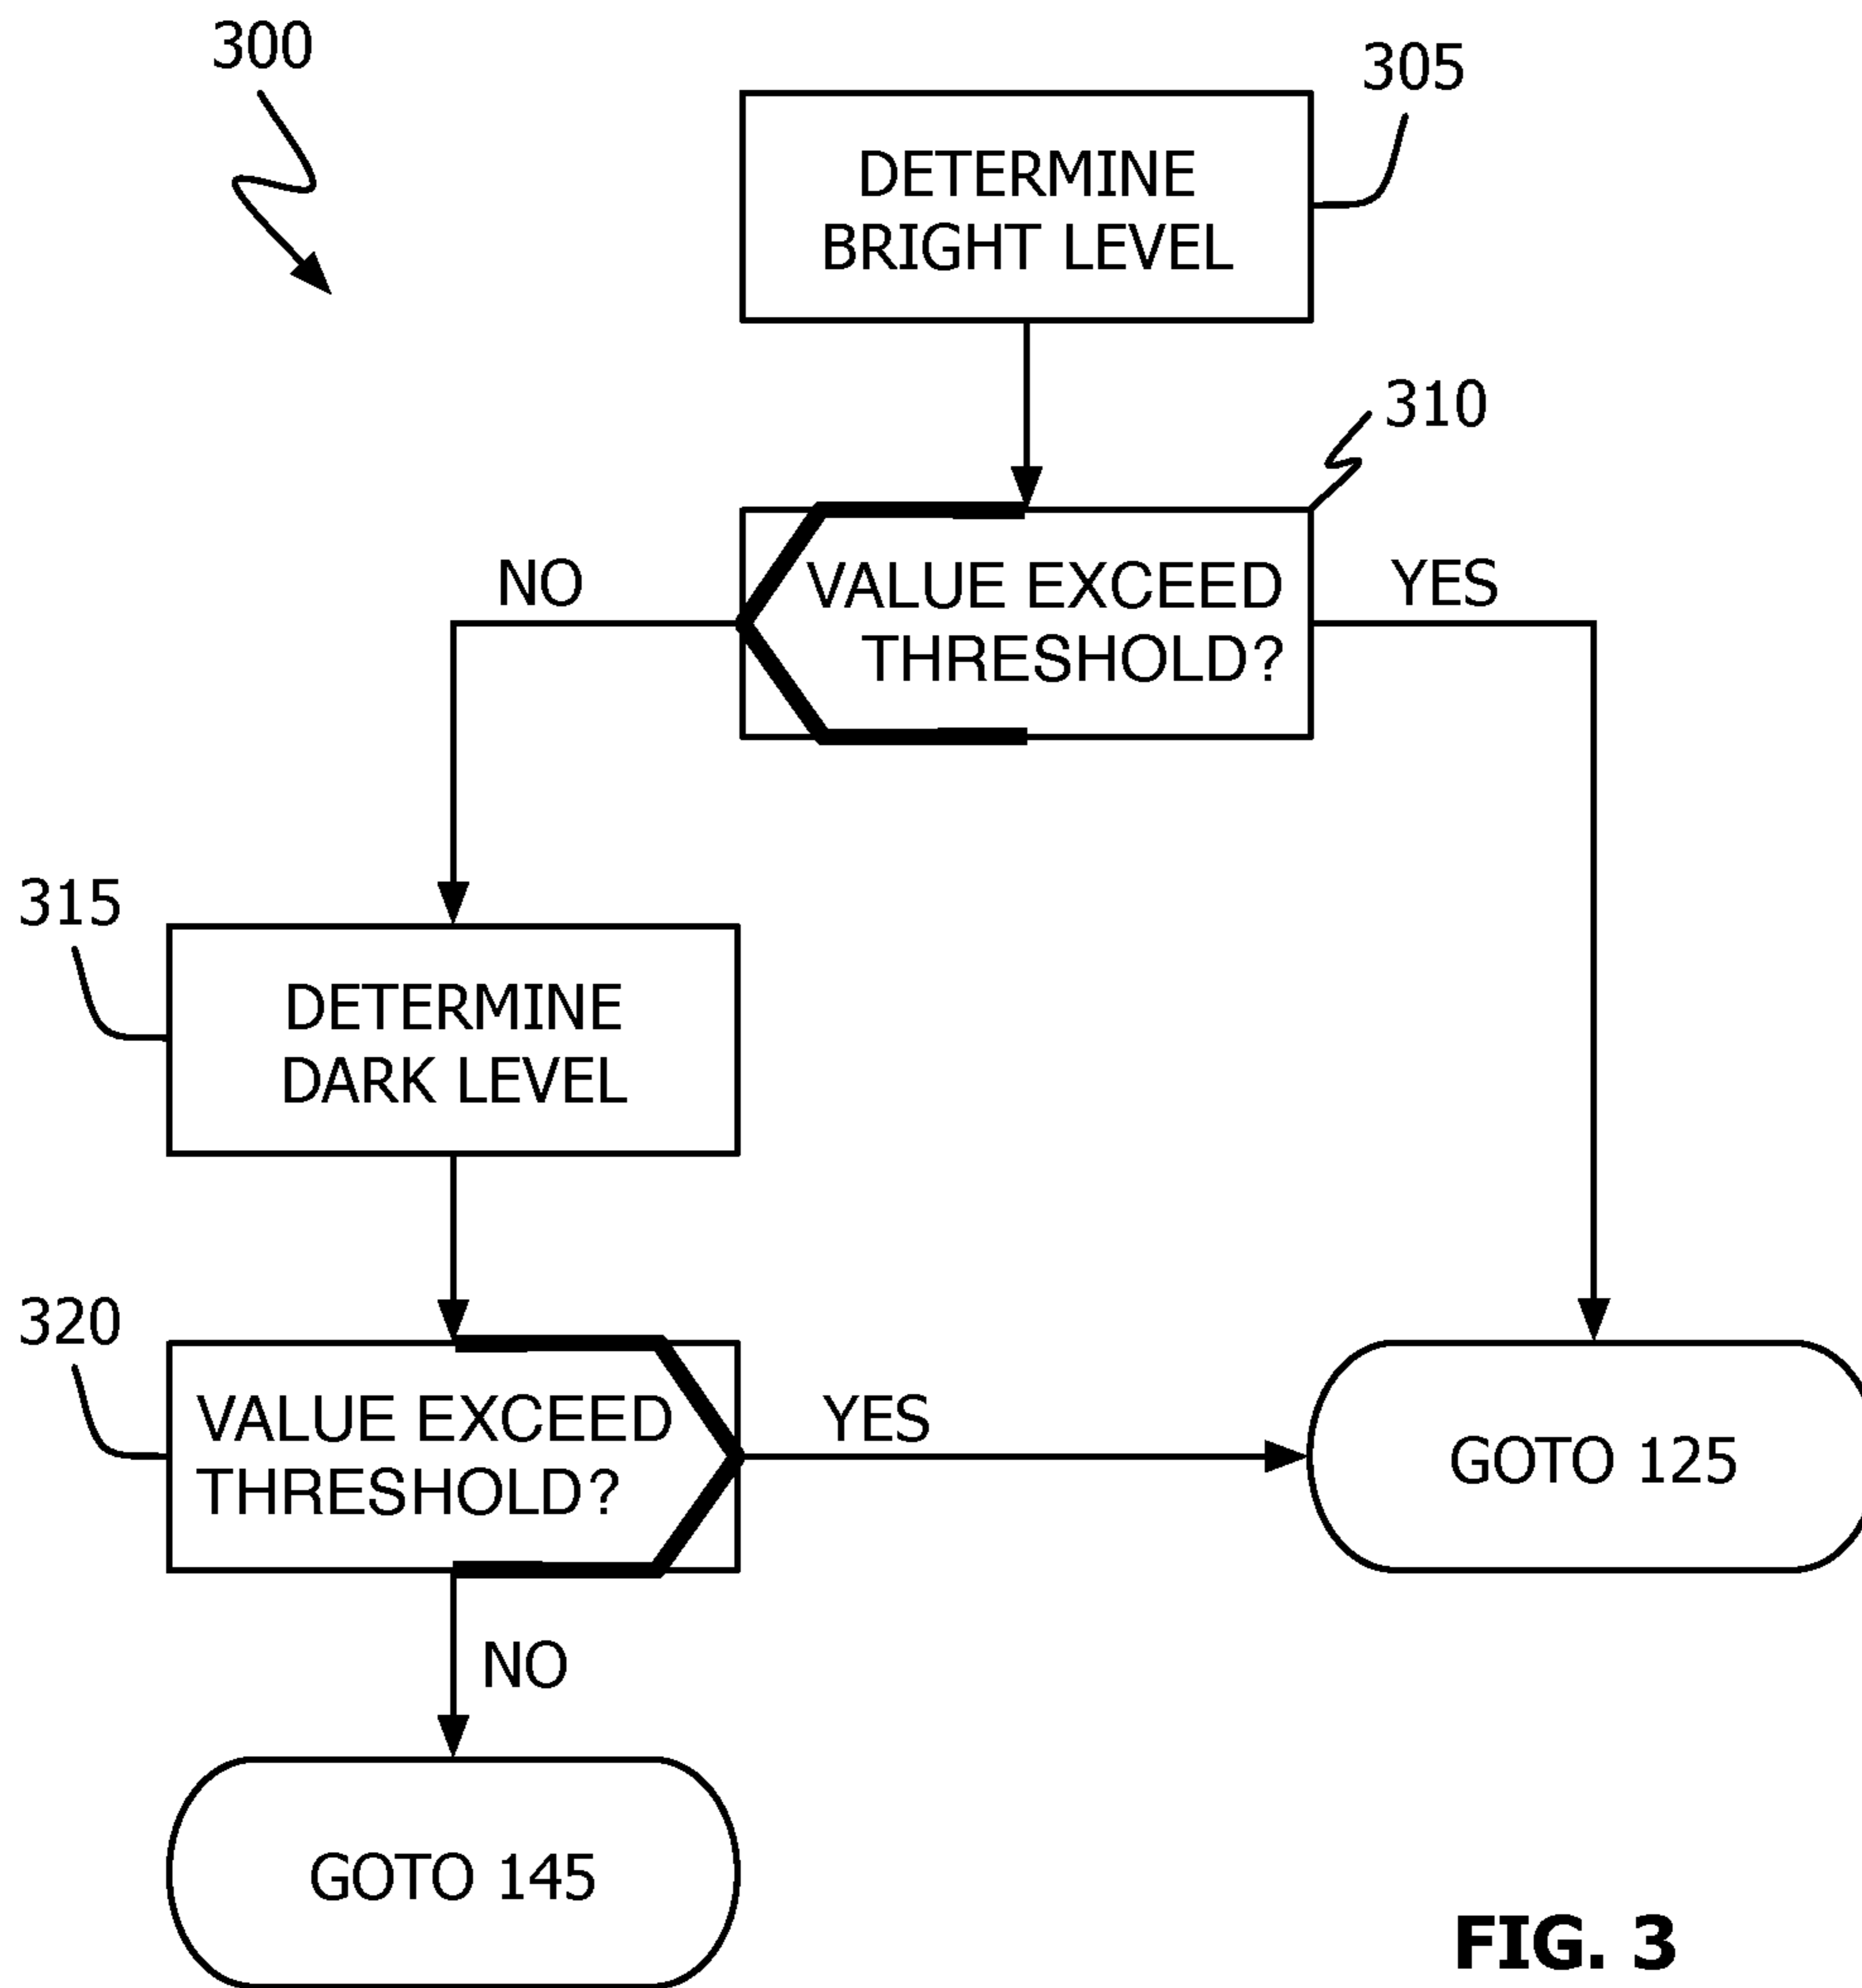 300
305
DETERMINE
BRIGHT LEVEL
310
NO
VALUE EXCEED
THRESHOLD?
YES
315
DETERMINE
DARK LEVEL
320
VALUE EXCEED
THRESHOLD?
YES
GOTO 125
NO
GOTO 145
FIG. 3